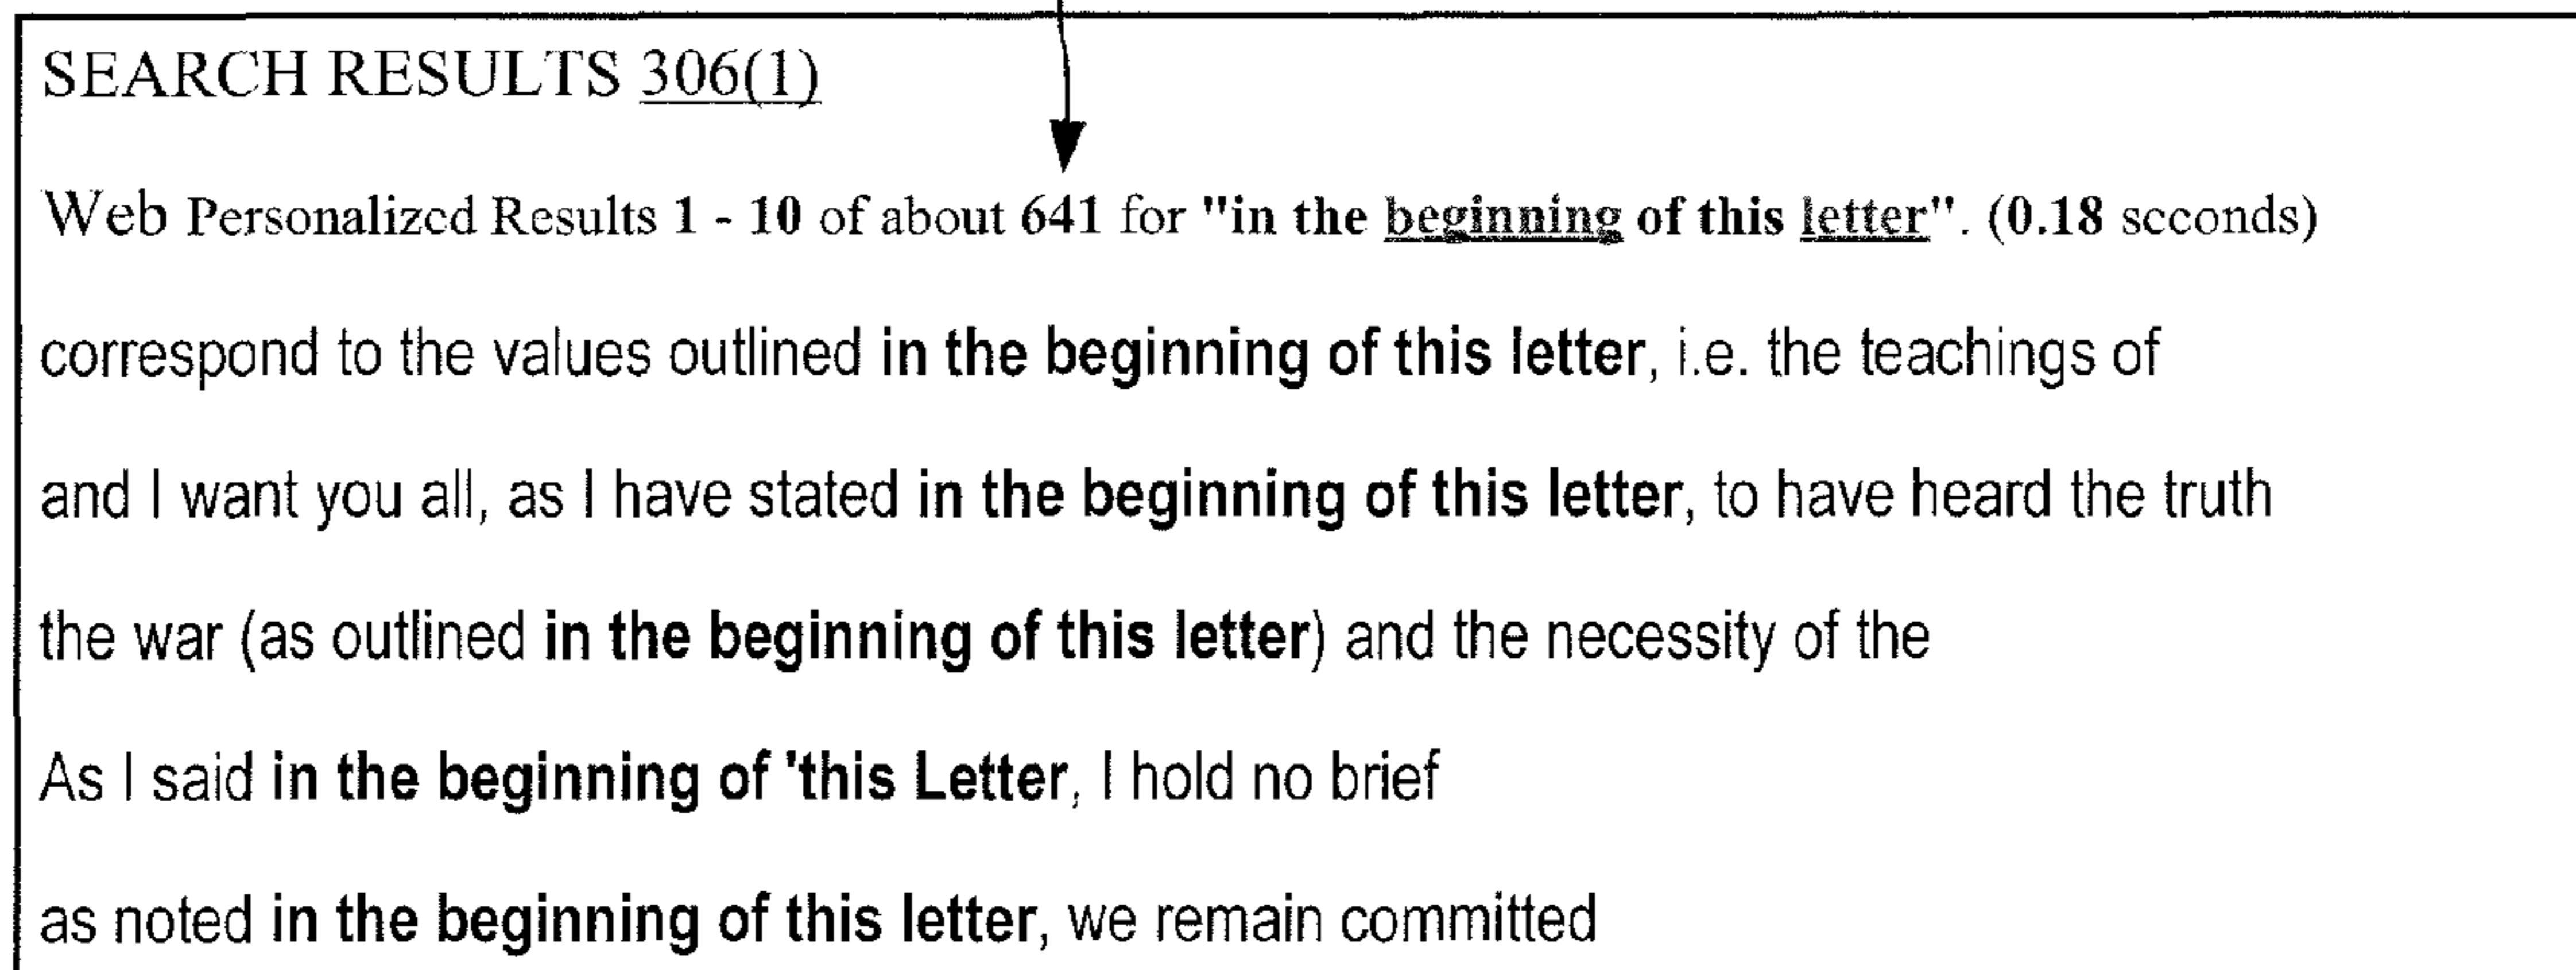 SEARCH RESULTS 306(1)
Web Personalized Results 1 - 10 of about 641 for "in the beginning of this letter". (0.18 seconds)
correspond to the values outlined in the beginning of this letter, i.e. the teachings of
and I want you all, as I have stated in the beginning of this letter, to have heard the truth
the war (as outlined in the beginning of this letter) and the necessity of the
As I said in the beginning of 'this Letter, I hold no brief
as noted in the beginning of this letter, we remain committed